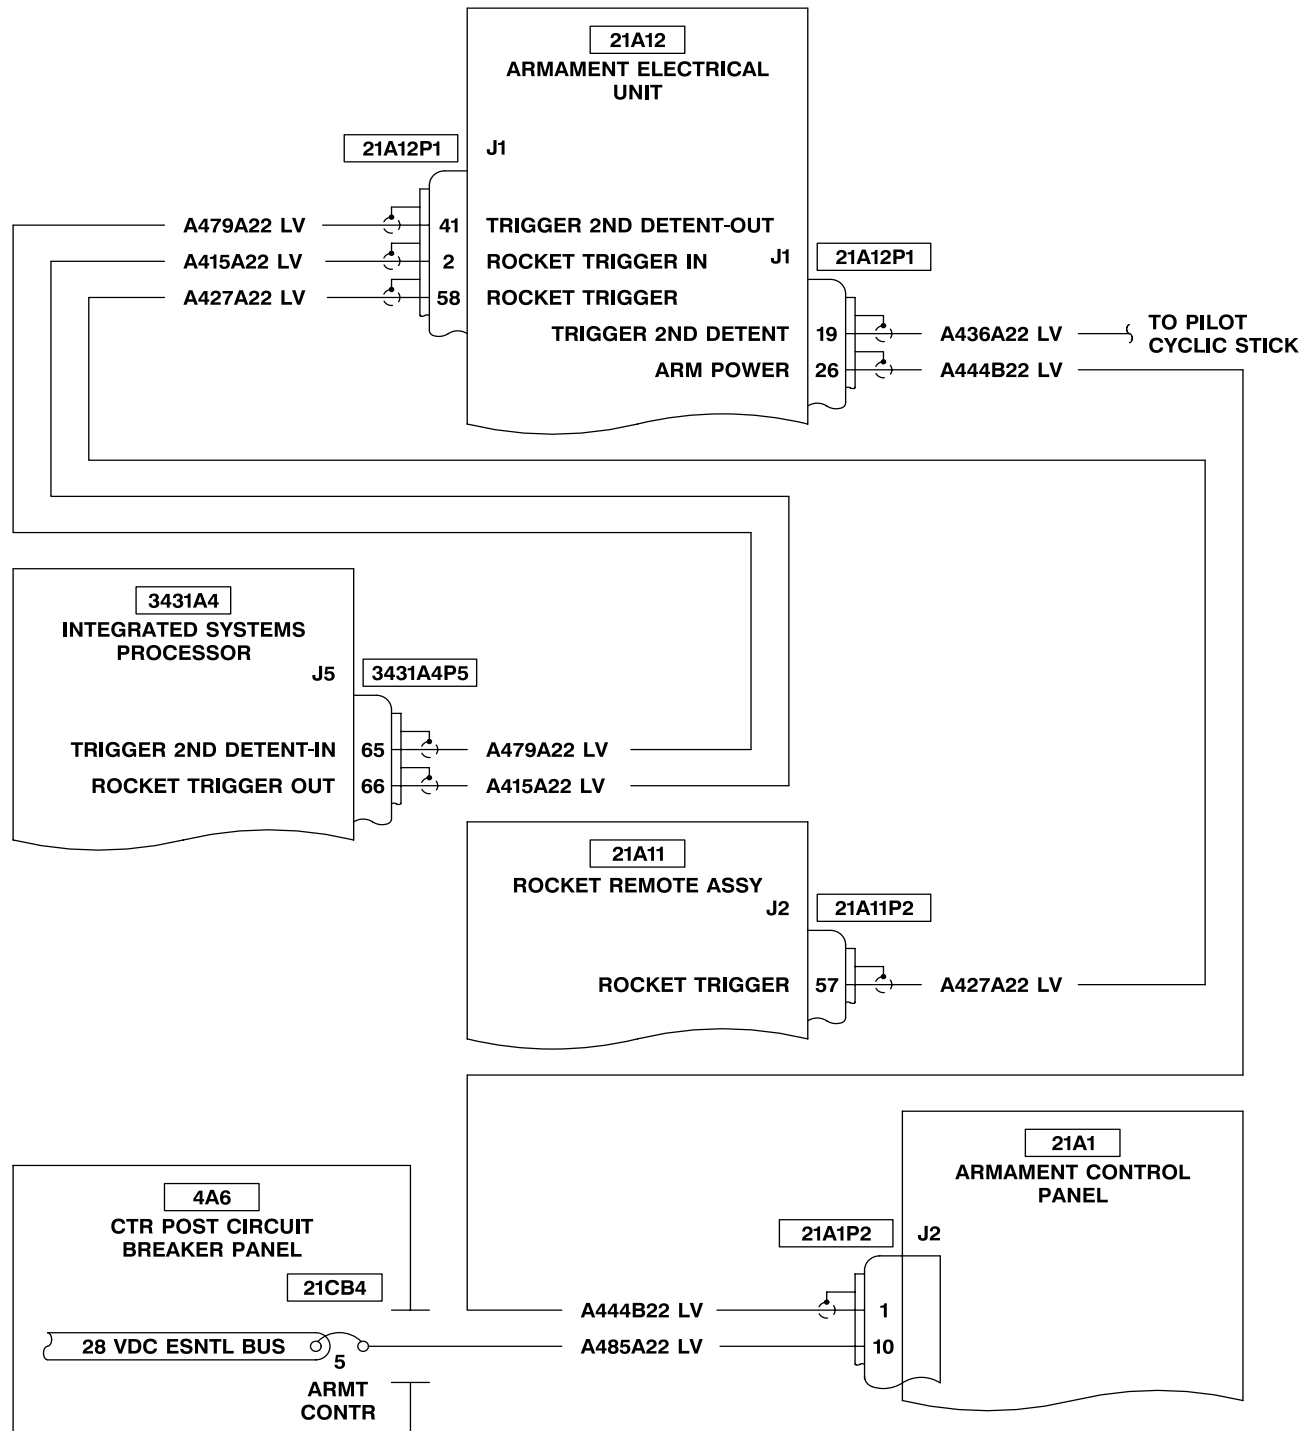 21A12
ARMAMENT ELECTRICAL
UNIT
21A12P1
J1
A479A22 LV
41
TRIGGER 2ND DETENT-OUT
A415A22 LV
2
ROCKET TRIGGER IN
J1
21A12P1
A427A22 LV
58
ROCKET TRIGGER
TRIGGER 2ND DETENT
19
A436A22 LV
TO PILOT
CYCLIC STICK
ARM POWER
26
A444B22 LV
3431A4
INTEGRATED SYSTEMS
PROCESSOR
J5
3431A4P5
TRIGGER 2ND DETENT-IN
65
A479A22 LV
ROCKET TRIGGER OUT
66
A415A22 LV
21A11
ROCKET REMOTE ASSY
J2
21A11P2
ROCKET TRIGGER
57
A427A22 LV
21A1
ARMAMENT CONTROL
PANEL
4A6
CTR POST CIRCUIT
BREAKER PANEL
21A1P2
J2
21CB4
A444B22 LV
1
28 VDC ESNTL BUS
5
A485A22 LV
10
ARMT
CONTR